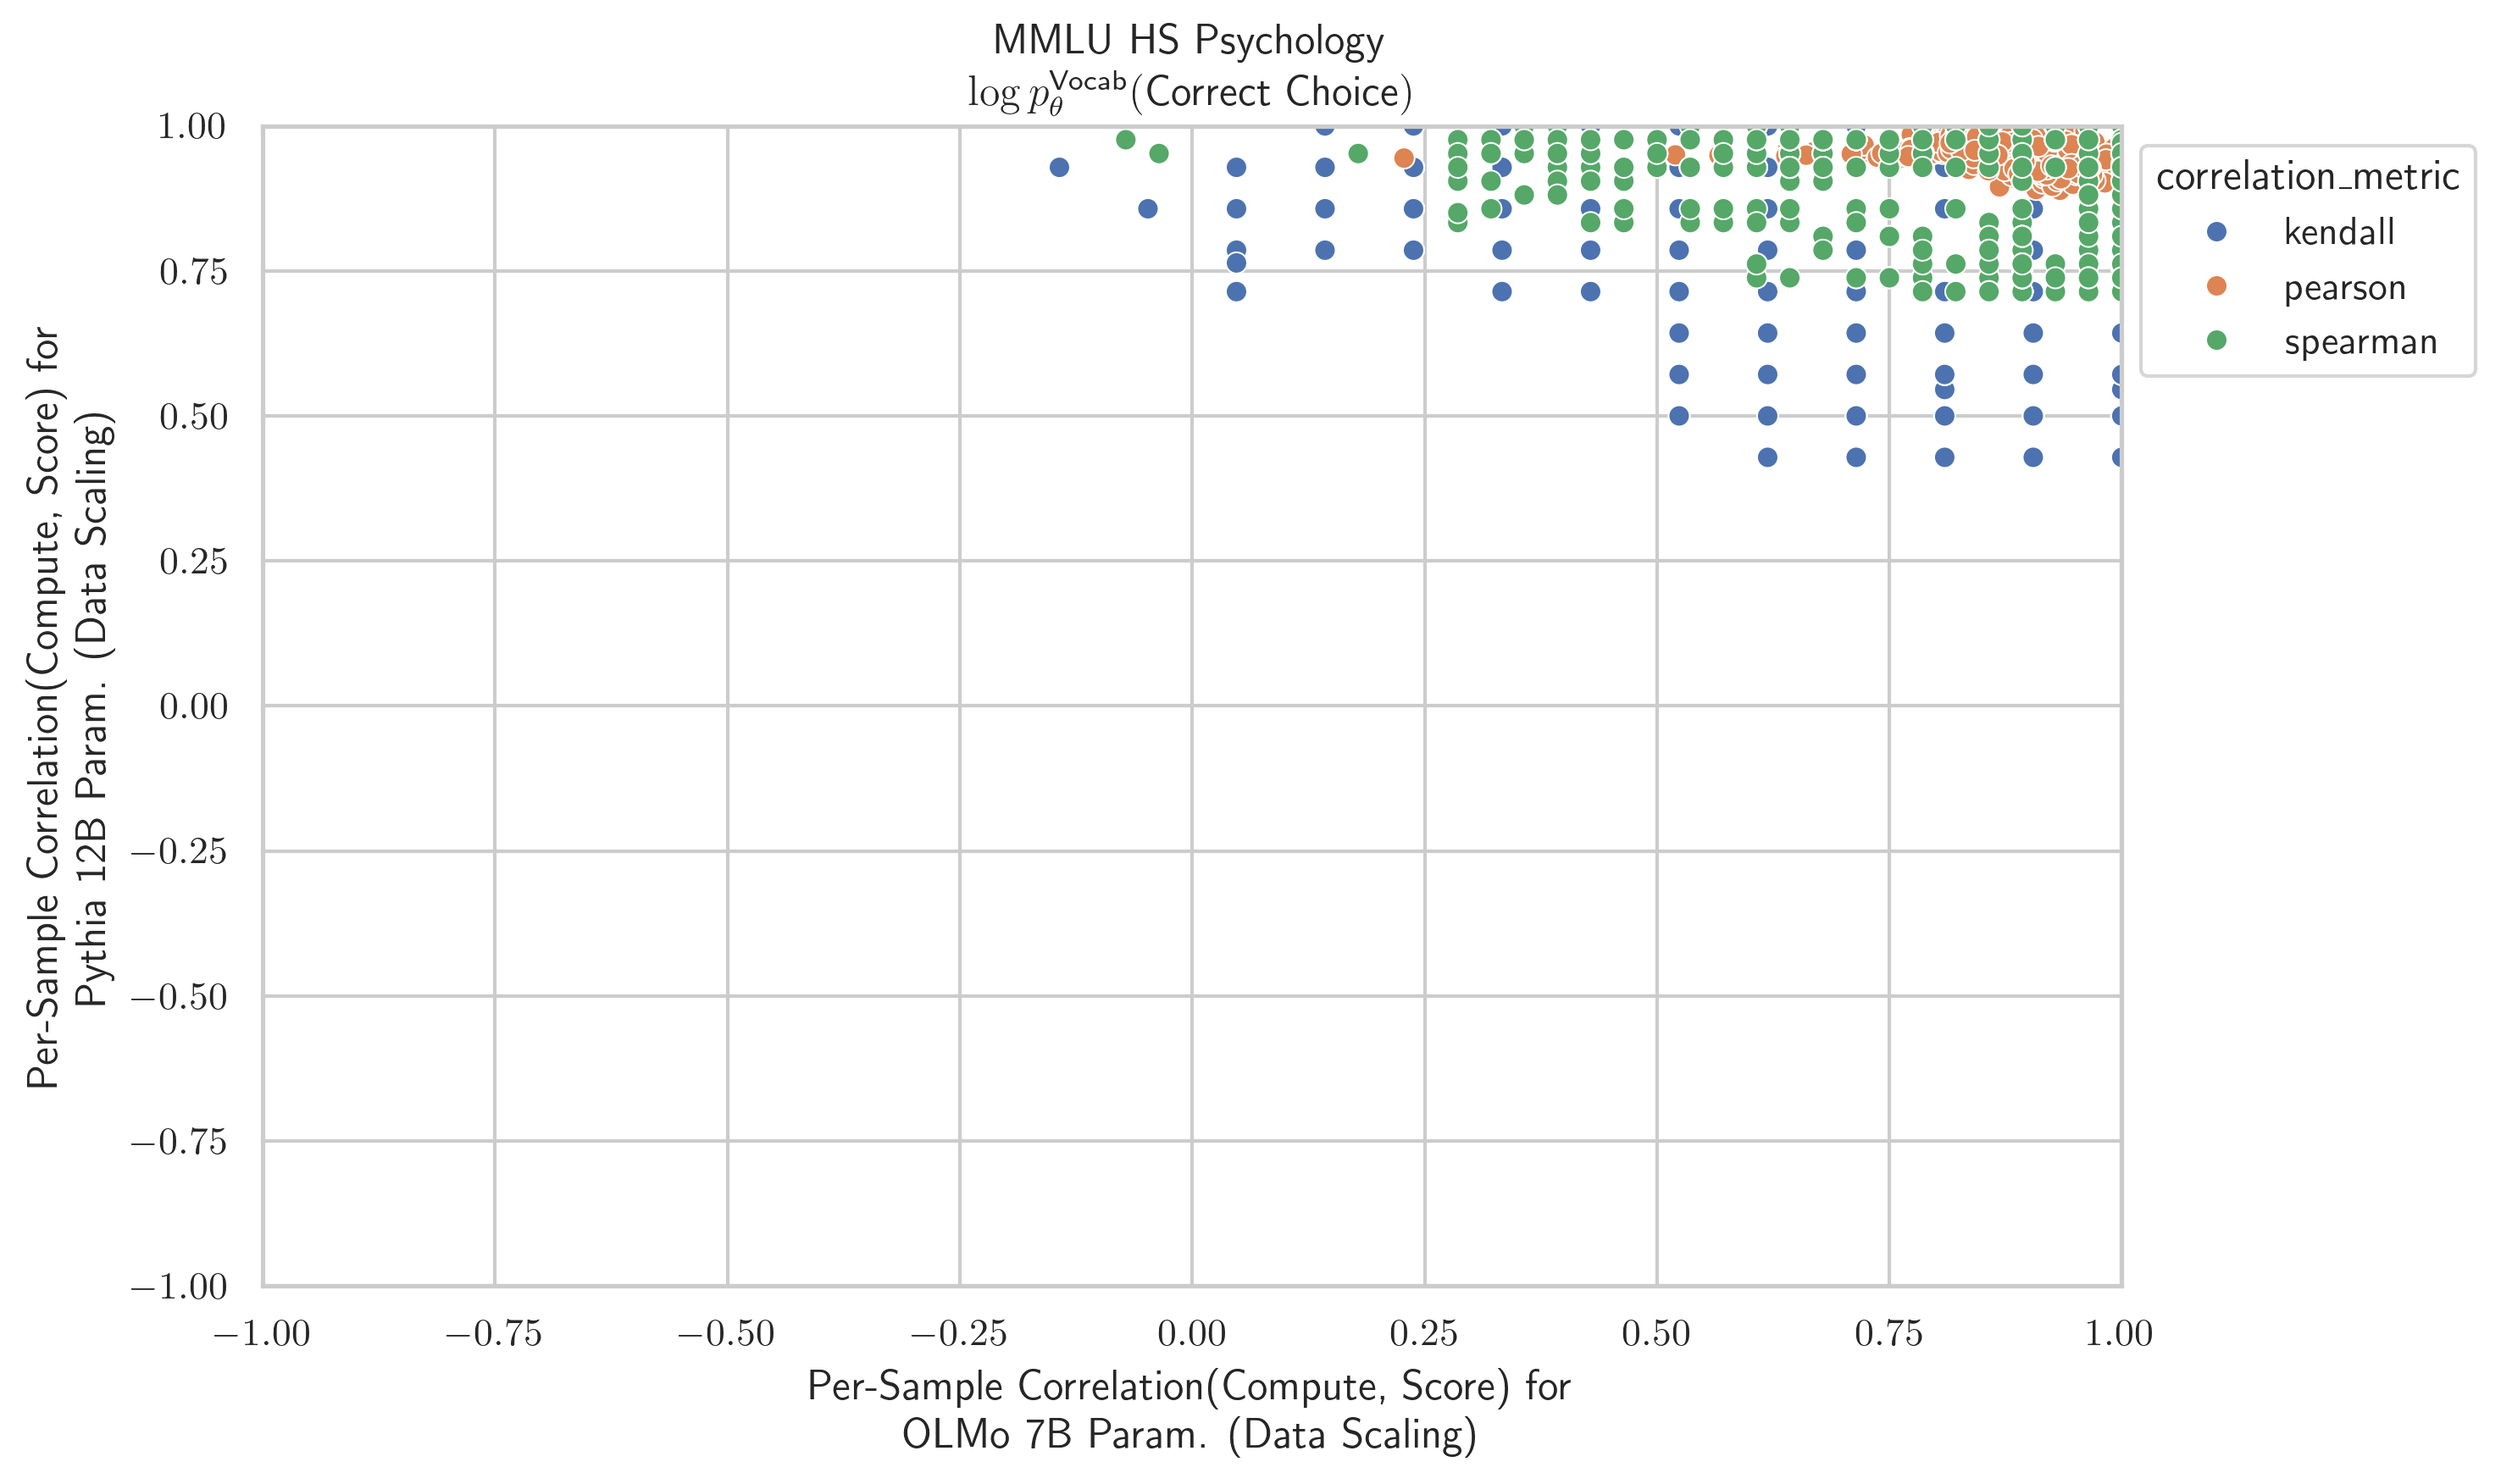 MMLU HS Psychology
log p_θ^Vocab(Correct Choice)
1.00
0.75
0.50
0.25
0.00
−0.25
−0.50
−0.75
−1.00
Per-Sample Correlation(Compute, Score) for
Pythia 12B Param. (Data Scaling)
−1.00 −0.75 −0.50 −0.25 0.00 0.25 0.50 0.75 1.00
Per-Sample Correlation(Compute, Score) for
OLMo 7B Param. (Data Scaling)
correlation_metric
kendall
pearson
spearman